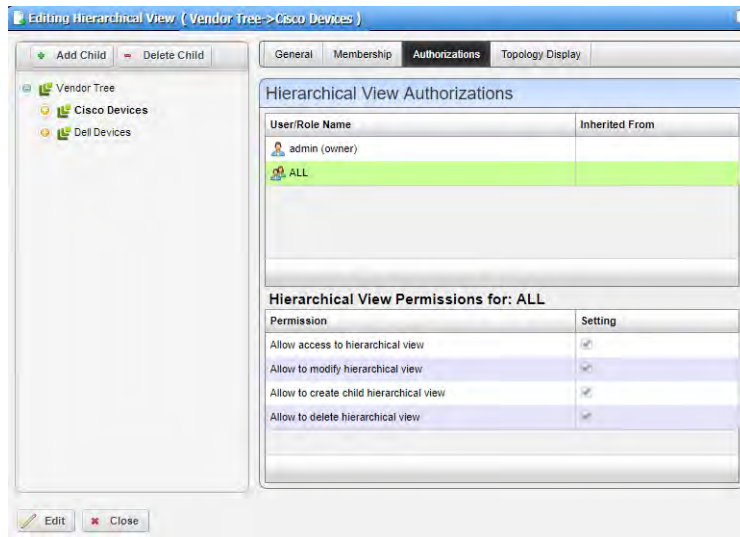 Editing Hierarchical View ( Vendor Tree->Cisco Devices )
Add Child
Delete Child
Vendor Tree
Cisco Devices
Dell Devices
General
Membership
Authorizations
Topology Display
Hierarchical View Authorizations
User/Role Name
Inherited From
admin (owner)
ALL
Hierarchical View Permissions for: ALL
Permission
Setting
Allow access to hierarchical view
Allow to modify hierarchical view
Allow to create child hierarchical view
Allow to delete hierarchical view
Edit
Close